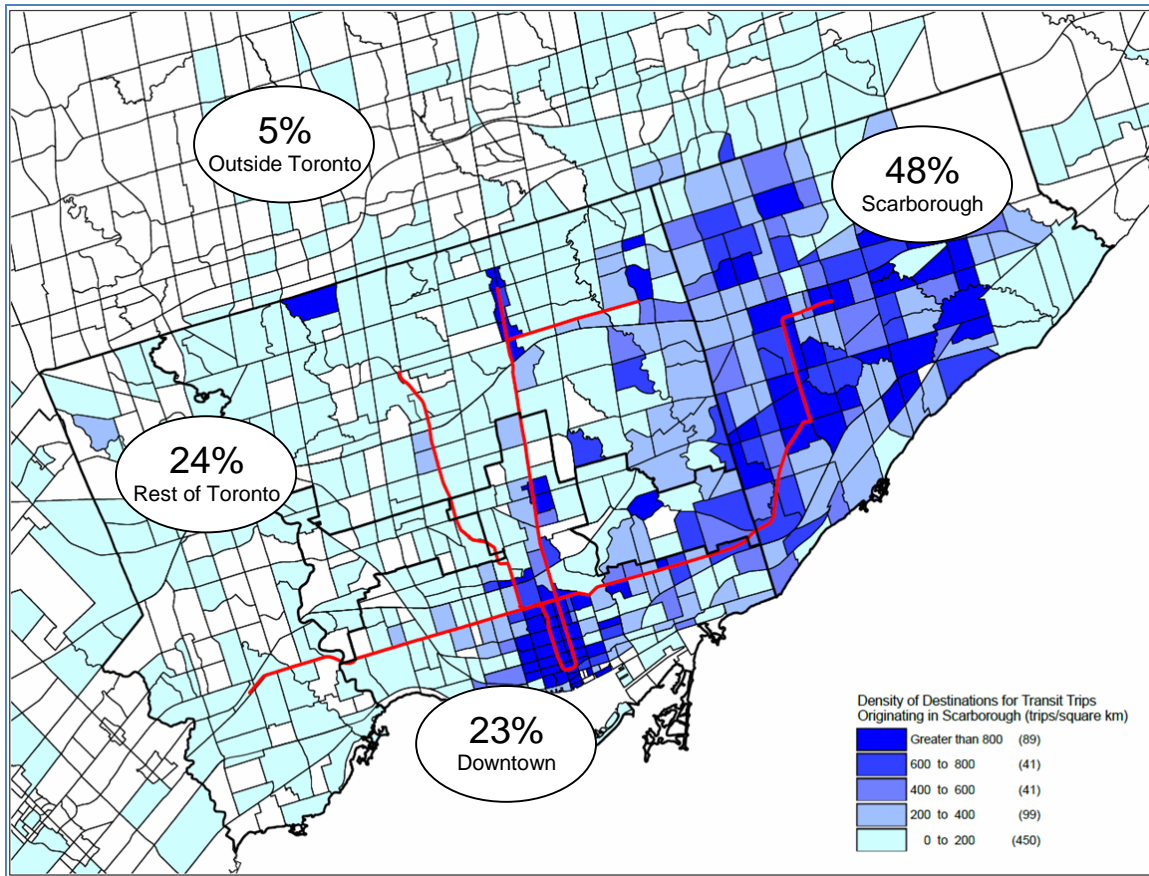 5%
Outside Toronto
48%
Scarborough
24%
Rest of Toronto
23%
Downtown
Density of Destinations for Transit Trips
Originating in Scarborough (trips/square km)
Greater than 800 (89)
600 to 800 (41)
400 to 600 (41)
200 to 400 (99)
0 to 200 (450)